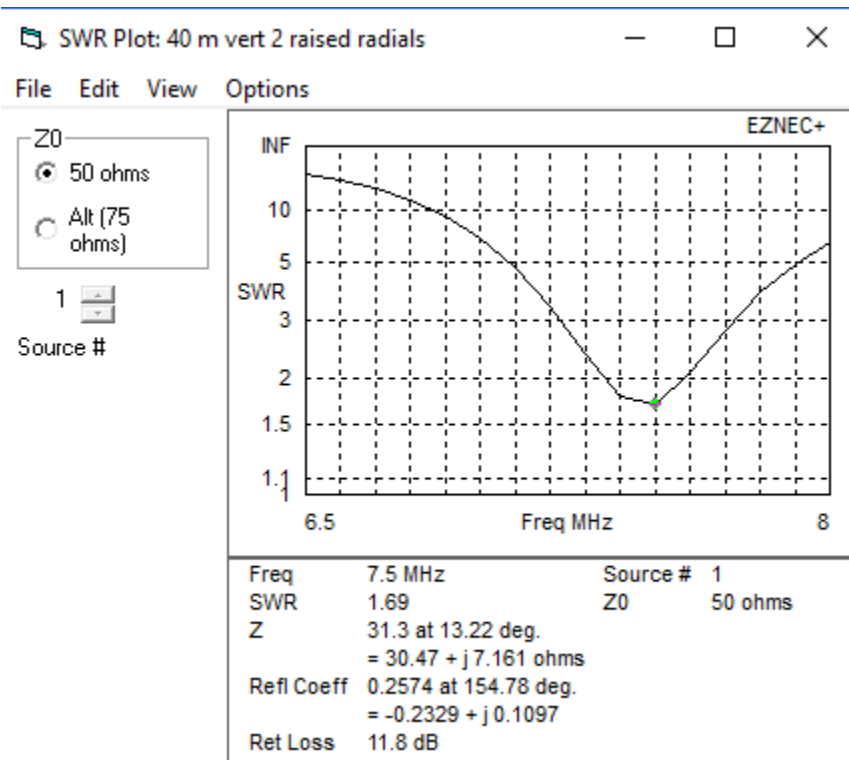 SWR Plot: 40 m vert 2 raised radials
File Edit View Options
Z0
50 ohms
Alt (75
ohms)
1
Source #
EZNEC+
INF
10
5
SWR
3
2
1.5
1.1
1
6.5 Freq MHz 8
Freq 7.5 MHz Source # 1
SWR 1.69 Z0 50 ohms
Z 31.3 at 13.22 deg.
= 30.47 + j 7.161 ohms
Refl Coeff 0.2574 at 154.78 deg.
= -0.2329 + j 0.1097
Ret Loss 11.8 dB